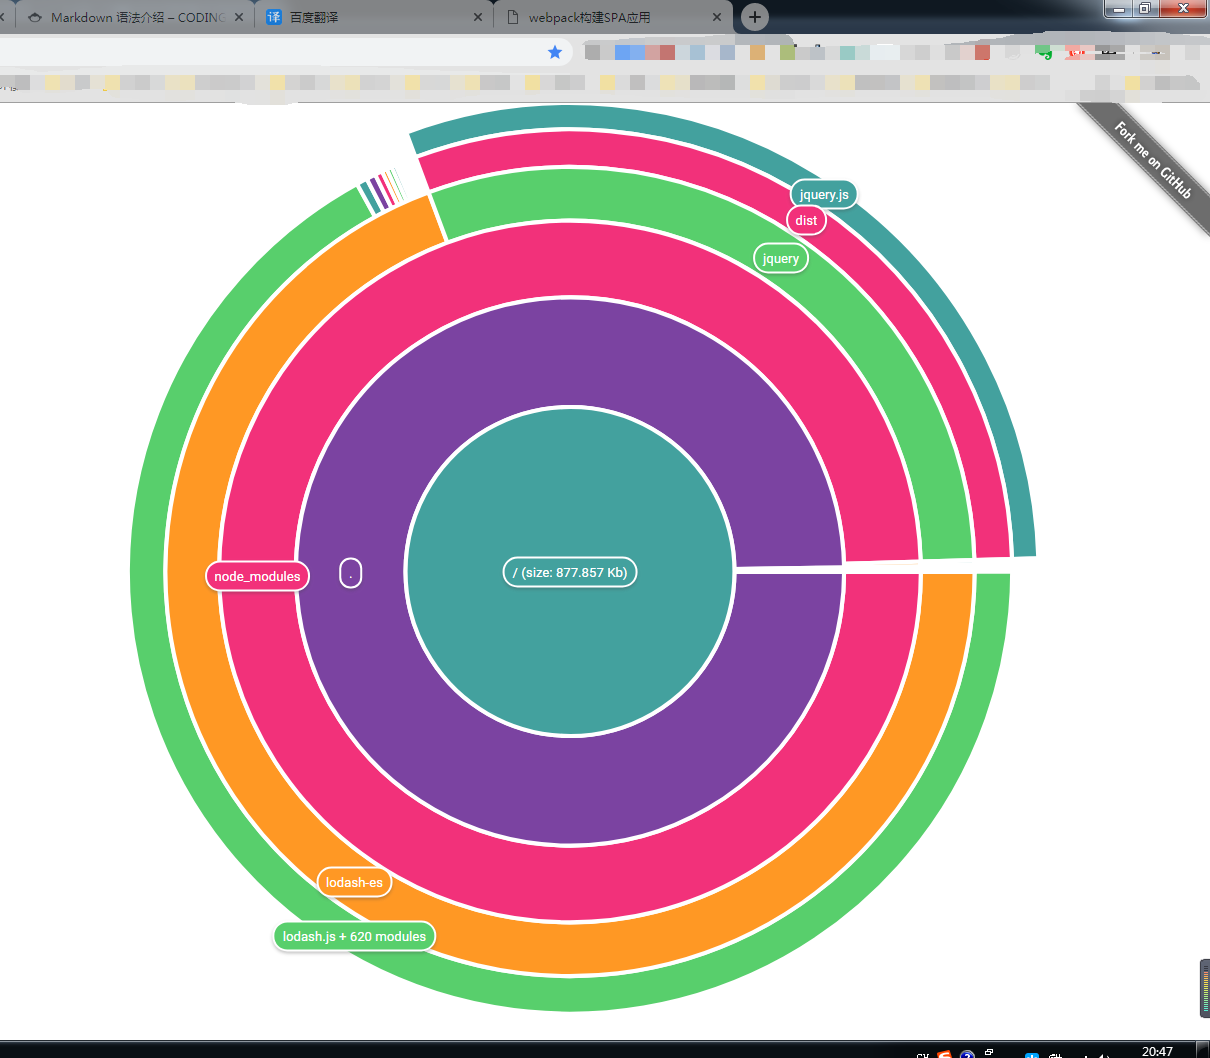 Markdown 语法介绍 – CODING
译 百度翻译
webpack构建SPA应用
Fork me on GitHub
jquery.js
dist
jquery
/ (size: 877.857 Kb)
node_modules
.
lodash-es
lodash.js + 620 modules
20:47